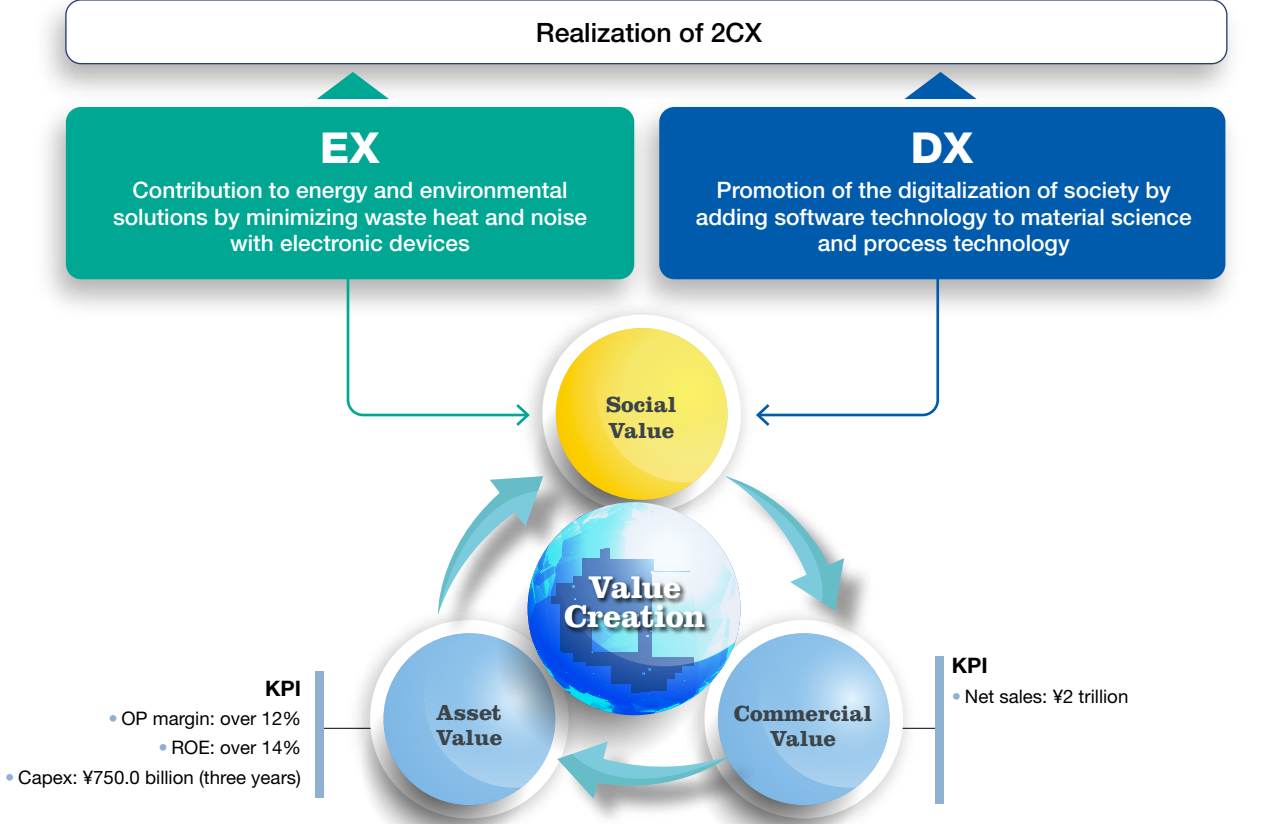 Realization of 2CX
EX
Contribution to energy and environmental
solutions by minimizing waste heat and noise
with electronic devices
DX
Promotion of the digitalization of society by
adding software technology to material science
and process technology
Social
Value
Value
Creation
Asset
Value
Commercial
Value
KPI
• OP margin: over 12%
• ROE: over 14%
• Capex: ¥750.0 billion (three years)
KPI
• Net sales: ¥2 trillion